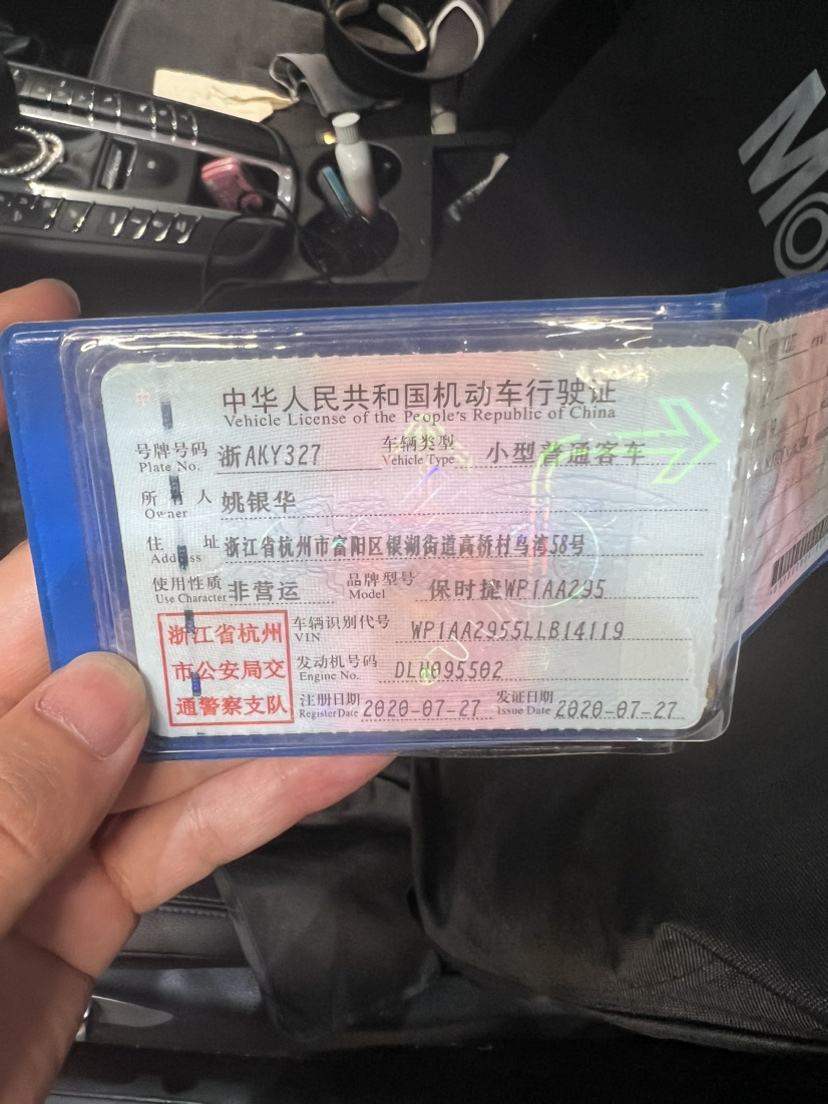 中华人民共和国机动车行驶证
Vehicle License of the People's Republic of China
号牌号码 浙AKY327 车辆类型 小型普通客车
Plate No. Vehicle Type
所有人 姚银华
Owner
住址 浙江省杭州市富阳区银湖街道高桥村乌湾58号
Address
使用性质 非营运 品牌型号 保时捷WP1AA295
Use Character Model
浙江省杭州 车辆识别代号 WP1AA2955LLB14119
VIN
市公安局交 发动机号码 DLH095502
Engine No.
通警察支队 注册日期 2020-07-27 发证日期 2020-07-27
Register Date Issue Date